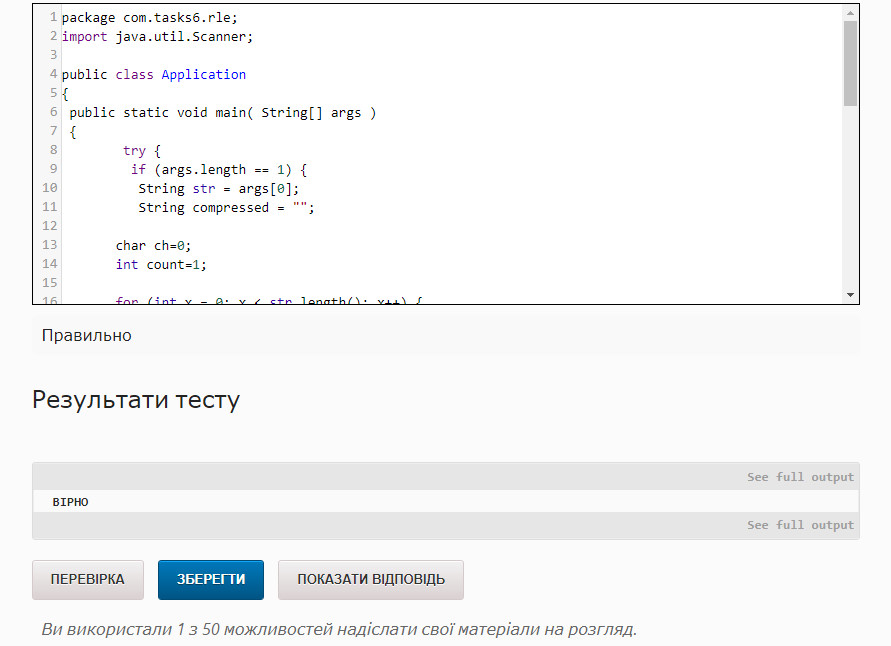 1 package com.tasks6.rle;
2 import java.util.Scanner;
3
4 public class Application
5 {
6 public static void main( String[] args )
7 {
8 try {
9 if (args.length == 1) {
10 String str = args[0];
11 String compressed = "";
12
13 char ch=0;
14 int count=1;
15
16 for (int x = 0; x < str.length(); x++) {
Правильно
Результати тесту
See full output
ВІРНО
See full output
ПЕРЕВІРКА ЗБЕРЕГТИ ПОКАЗАТИ ВІДПОВІДЬ
Ви використали 1 з 50 можливостей надіслати свої матеріали на розгляд.